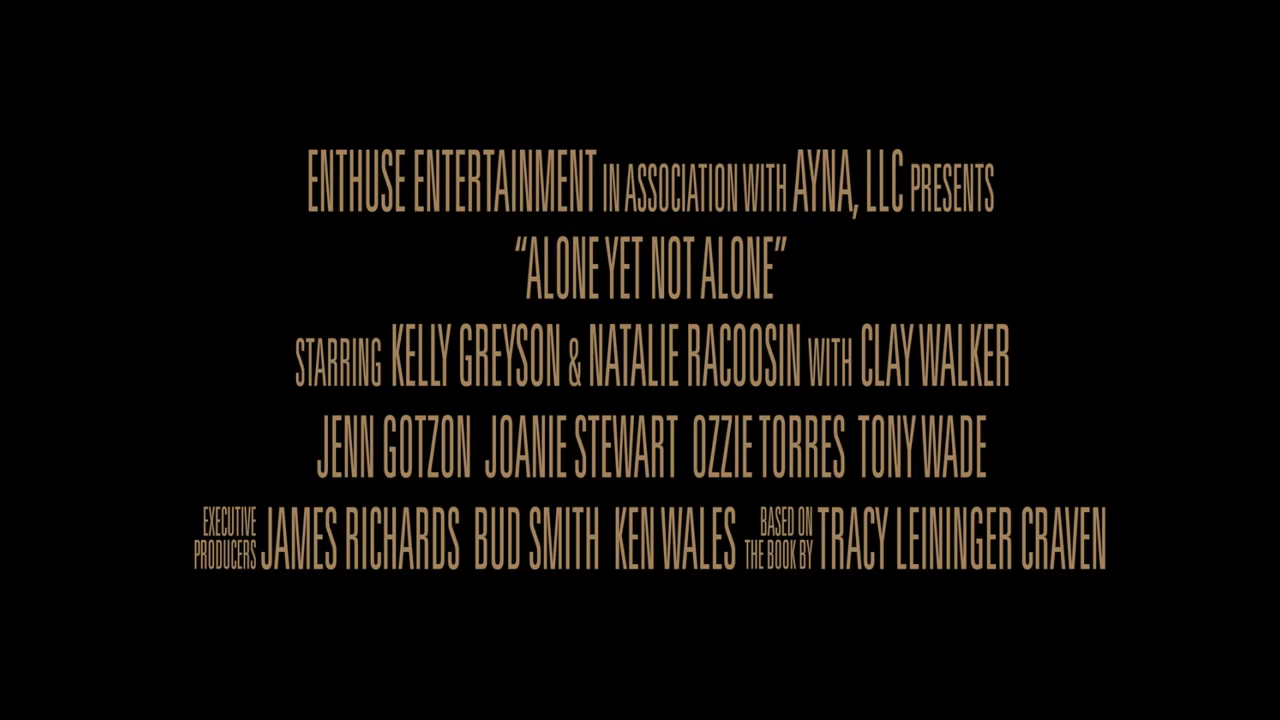 ENTHUSE ENTERTAINMENT IN ASSOCIATION WITH AYNA, LLC PRESENTS
“ALONE YET NOT ALONE”
STARRING KELLY GREYSON & NATALIE RACOOSIN WITH CLAY WALKER
JENN GOTZON JOANIE STEWART OZZIE TORRES TONY WADE
EXECUTIVE PRODUCERS JAMES RICHARDS BUD SMITH KEN WALES BASED ON THE BOOK BY TRACY LEININGER CRAVEN